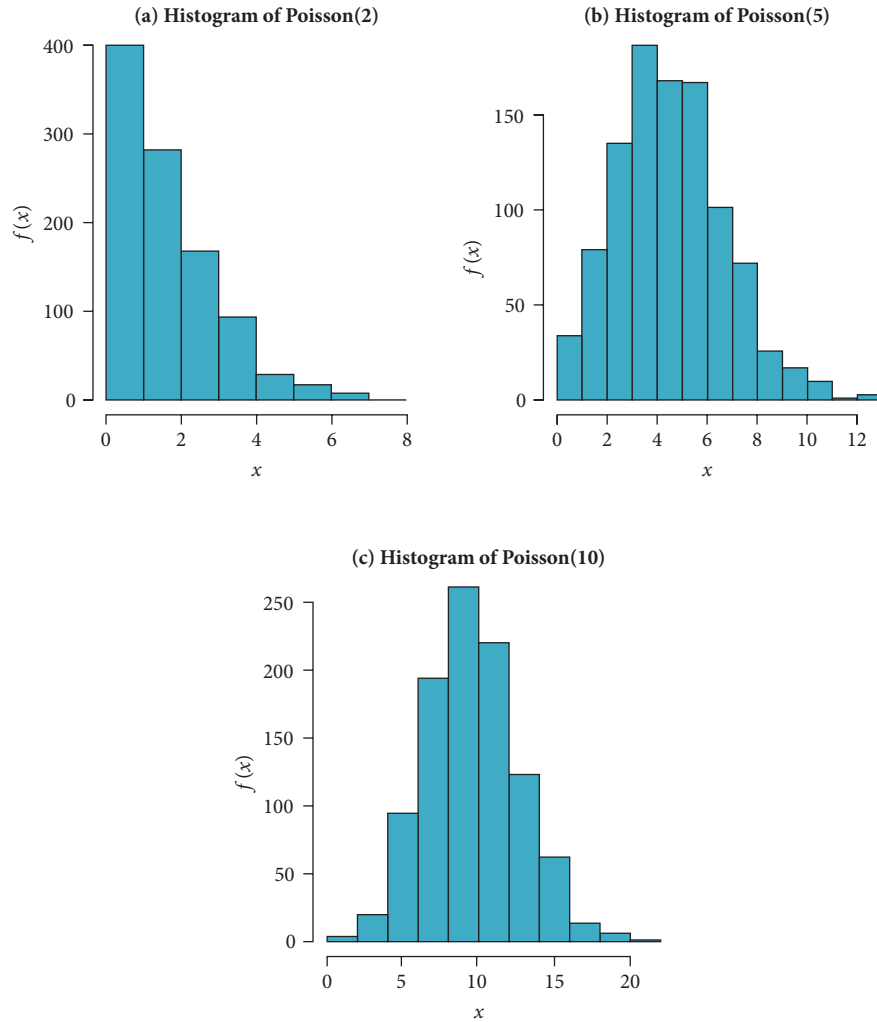 (a) Histogram of Poisson(2)
400
300
200
100
0
f (x)
0 2 4 6 8
x
(b) Histogram of Poisson(5)
150
100
50
0
f (x)
0 2 4 6 8 10 12
x
(c) Histogram of Poisson(10)
250
200
150
100
50
0
f (x)
0 5 10 15 20
x